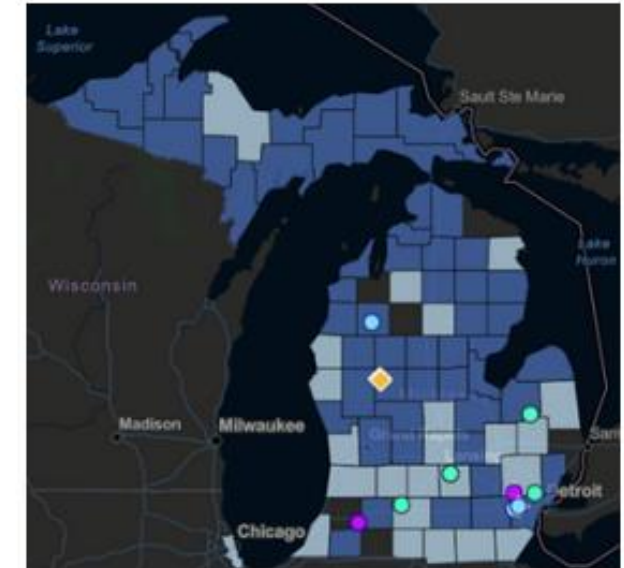 Lake
Superior
Sault Ste Marie
Lake
Huron
Wisconsin
Madison
Milwaukee
Detroit
Chicago